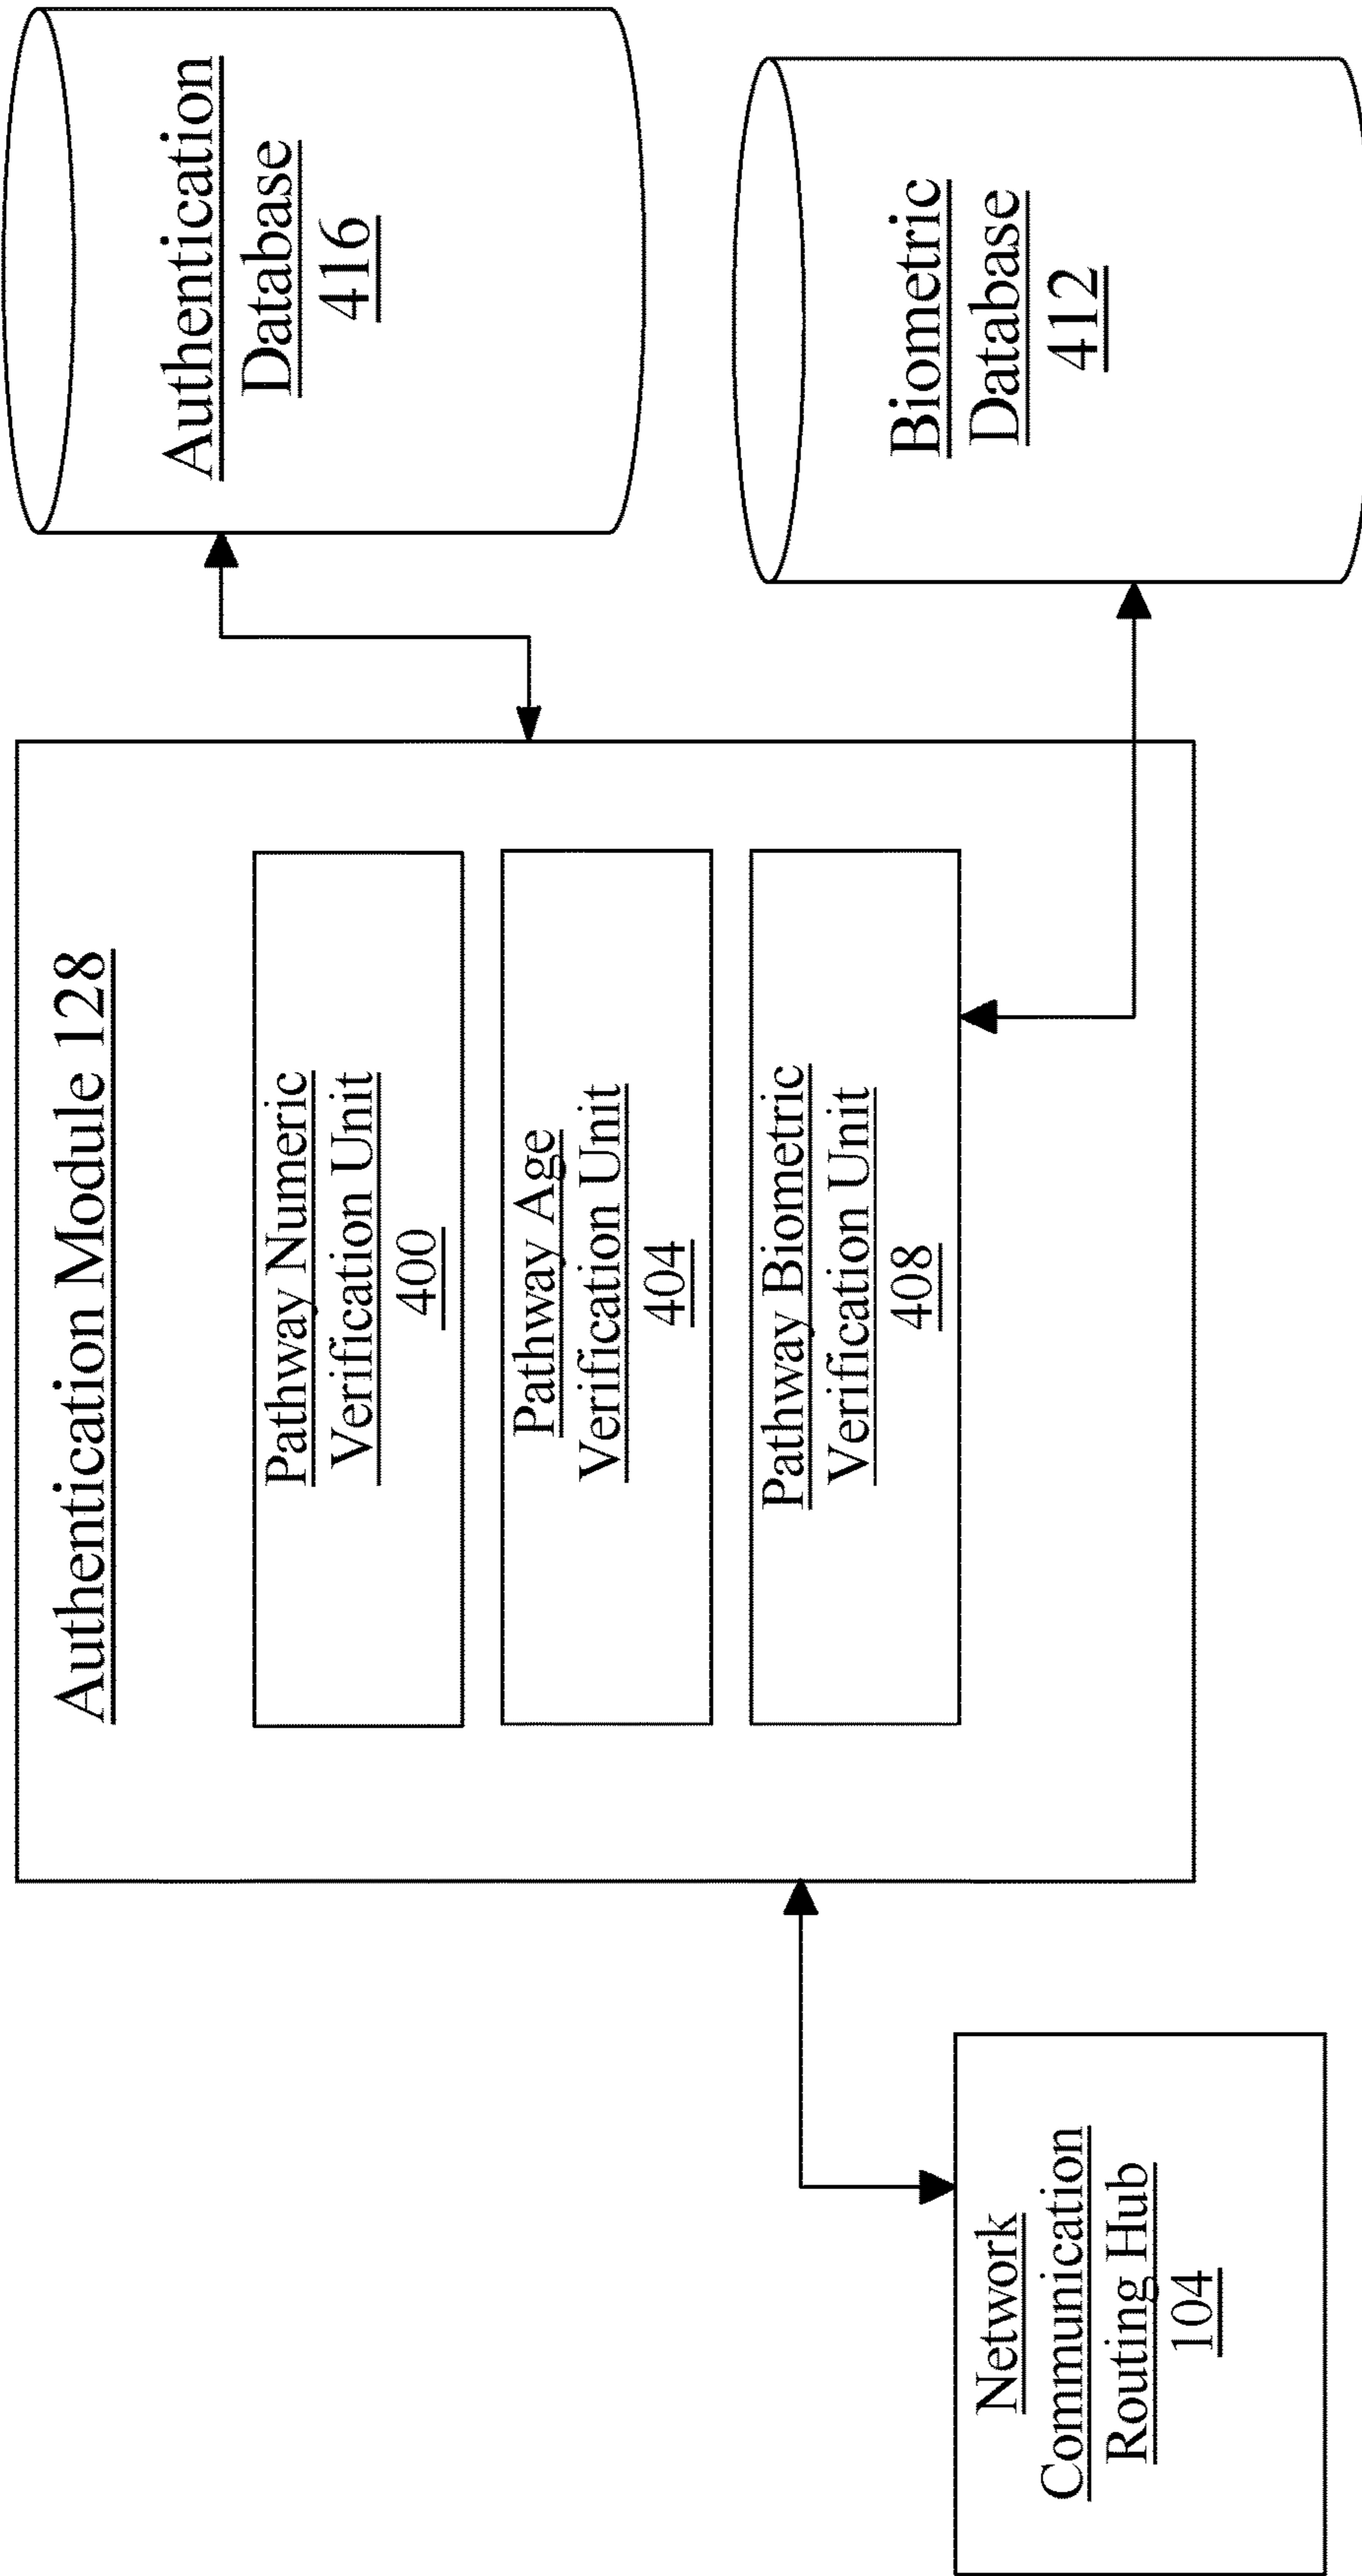 Authentication Module 128
Pathway Numeric
Verification Unit
400
Pathway Age
Verification Unit
404
Pathway Biometric
Verification Unit
408
Network
Communication
Routing Hub
104
Authentication
Database
416
Biometric
Database
412